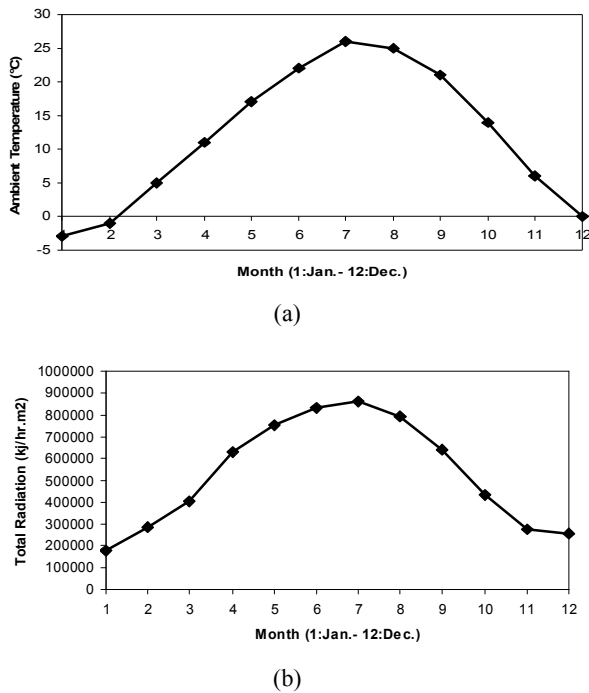 30
25
20
15
10
5
0
-5
Ambient Temperature (°C)
2 3 4 5 6 7 8 9 10 11 12
Month (1:Jan.- 12:Dec.)
(a)
1000000
900000
800000
700000
600000
500000
400000
300000
200000
100000
0
Total Radiation (kj/hr.m2)
1 2 3 4 5 6 7 8 9 10 11 12
Month (1:Jan.- 12:Dec.)
(b)